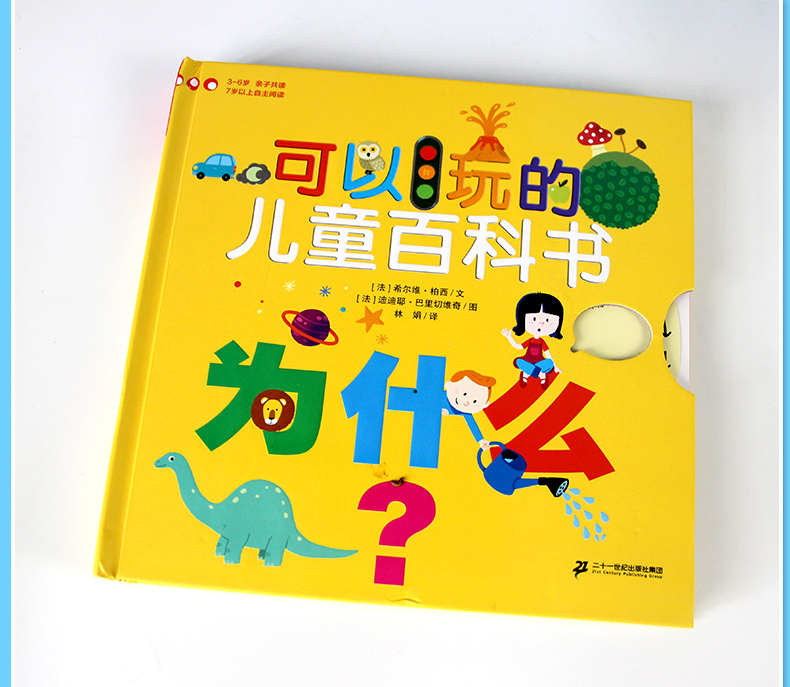 3-6岁 亲子共读
7岁以上自主阅读
可以玩的
儿童百科书
[法]希尔维·柏西/文
[法]迪迪耶·巴里切维奇/图
林 娟/译
为什么
?
21 二十一世纪出版社集团
21st Century Publishing Group